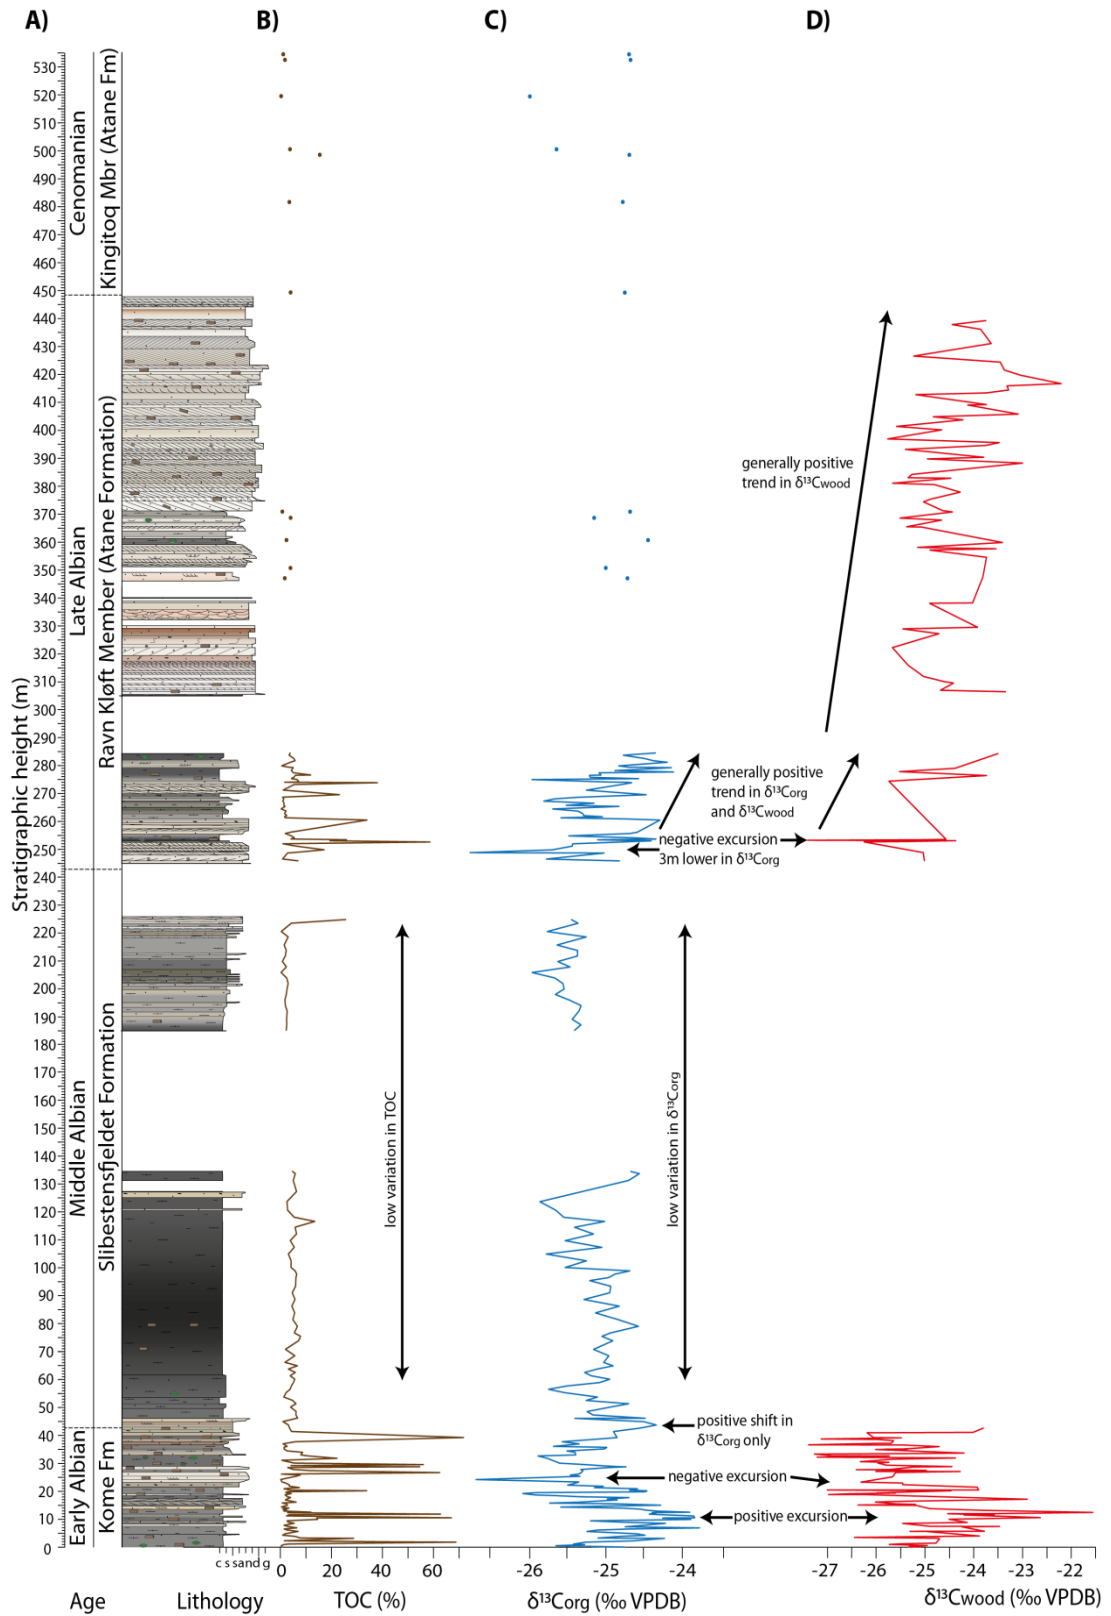 A)
B)
C)
D)
Stratigraphic height (m)
530
520
510
500
490
480
470
460
450
440
430
420
410
400
390
380
370
360
350
340
330
320
310
300
290
280
270
260
250
240
230
220
210
200
190
180
170
160
150
140
130
120
110
100
90
80
70
60
50
40
30
20
10
0
Cenomanian
Late Albian
Middle Albian
Early Albian
Kingitoq Mbr (Atane Fm)
Ravn Kløft Member (Atane Formation)
Slibestensfjeldet Formation
Kome Fm
generally positive
trend in δ¹³Cwood
generally positive
trend in δ¹³Corg
and δ¹³Cwood
negative excursion
3m lower in δ¹³Corg
low variation in TOC
low variation in δ¹³Corg
positive shift in
δ¹³Corg only
negative excursion
positive excursion
c s sand g
0 20 40 60
-26 -25 -24
-27 -26 -25 -24 -23 -22
Age
Lithology
TOC (%)
δ¹³Corg (‰ VPDB)
δ¹³Cwood (‰ VPDB)